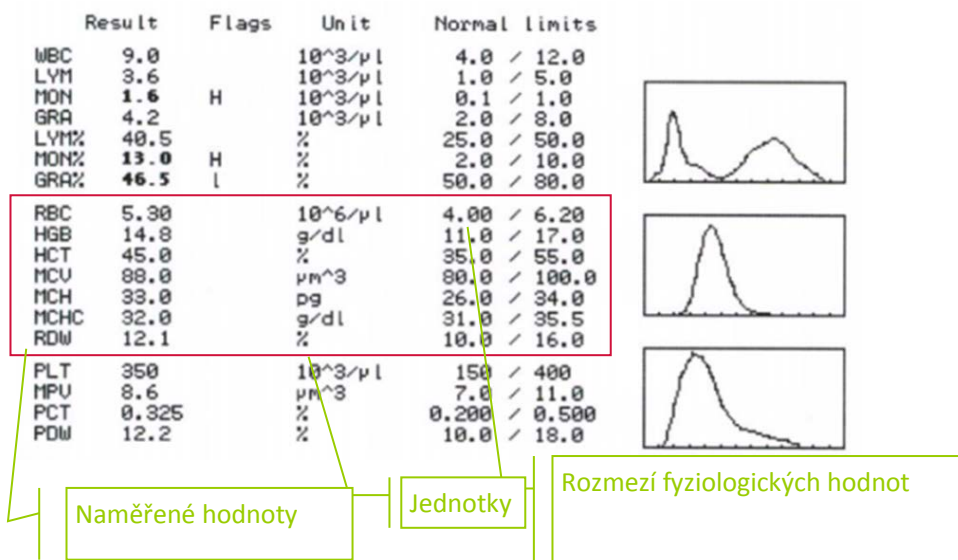 Result Flags Unit Normal limits
WBC 9.0 10^3/µl 4.0 / 12.0
LYM 3.6 10^3/µl 1.0 / 5.0
MON 1.6 H 10^3/µl 0.1 / 1.0
GRA 4.2 10^3/µl 2.0 / 8.0
LYM% 40.5 % 25.0 / 50.0
MON% 13.0 H % 2.0 / 10.0
GRA% 46.5 l % 50.0 / 80.0
RBC 5.30 10^6/µl 4.00 / 6.20
HGB 14.8 g/dl 11.0 / 17.0
HCT 45.0 % 35.0 / 55.0
MCV 88.0 µm^3 80.0 / 100.0
MCH 33.0 pg 26.0 / 34.0
MCHC 32.0 g/dl 31.0 / 35.5
RDW 12.1 % 10.0 / 16.0
PLT 350 10^3/µl 150 / 400
MPV 8.6 µm^3 7.0 / 11.0
PCT 0.325 % 0.200 / 0.500
PDW 12.2 % 10.0 / 18.0
Naměřené hodnoty
Jednotky
Rozmezí fyziologických hodnot